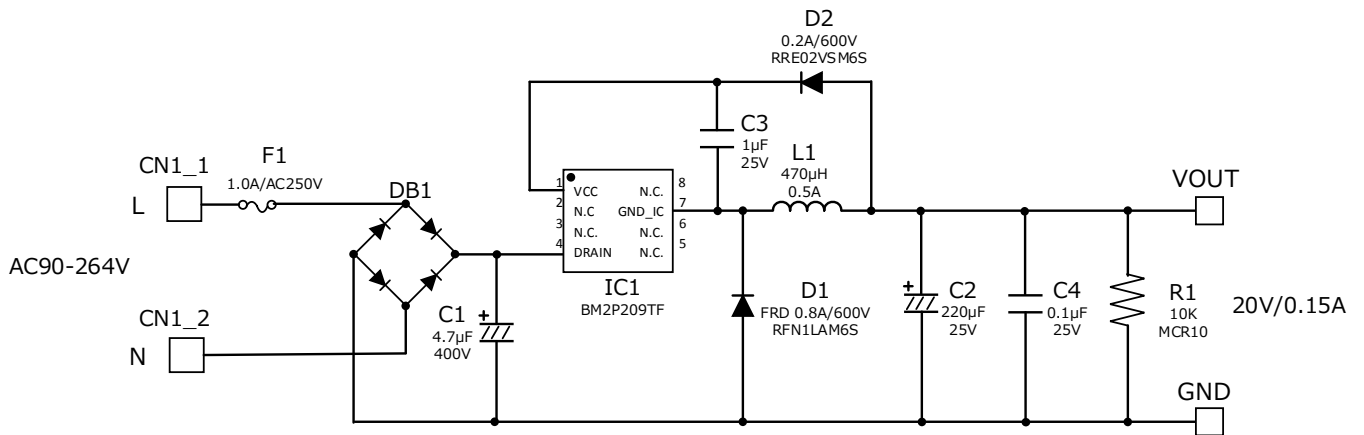 D2
0.2A/600V
RRE02VSM6S
C3
1µF
25V
L1
470µH
0.5A
CN1_1
F1
1.0A/AC250V
L
DB1
1
VCC
N.C.
8
2
N.C
GND_IC
7
3
N.C.
N.C.
6
4
DRAIN
N.C.
5
IC1
BM2P209TF
VOUT
AC90-264V
CN1_2
N
C1
+
4.7µF
400V
D1
FRD 0.8A/600V
RFN1LAM6S
+
C2
220µF
25V
C4
0.1µF
25V
R1
10K
MCR10
20V/0.15A
GND